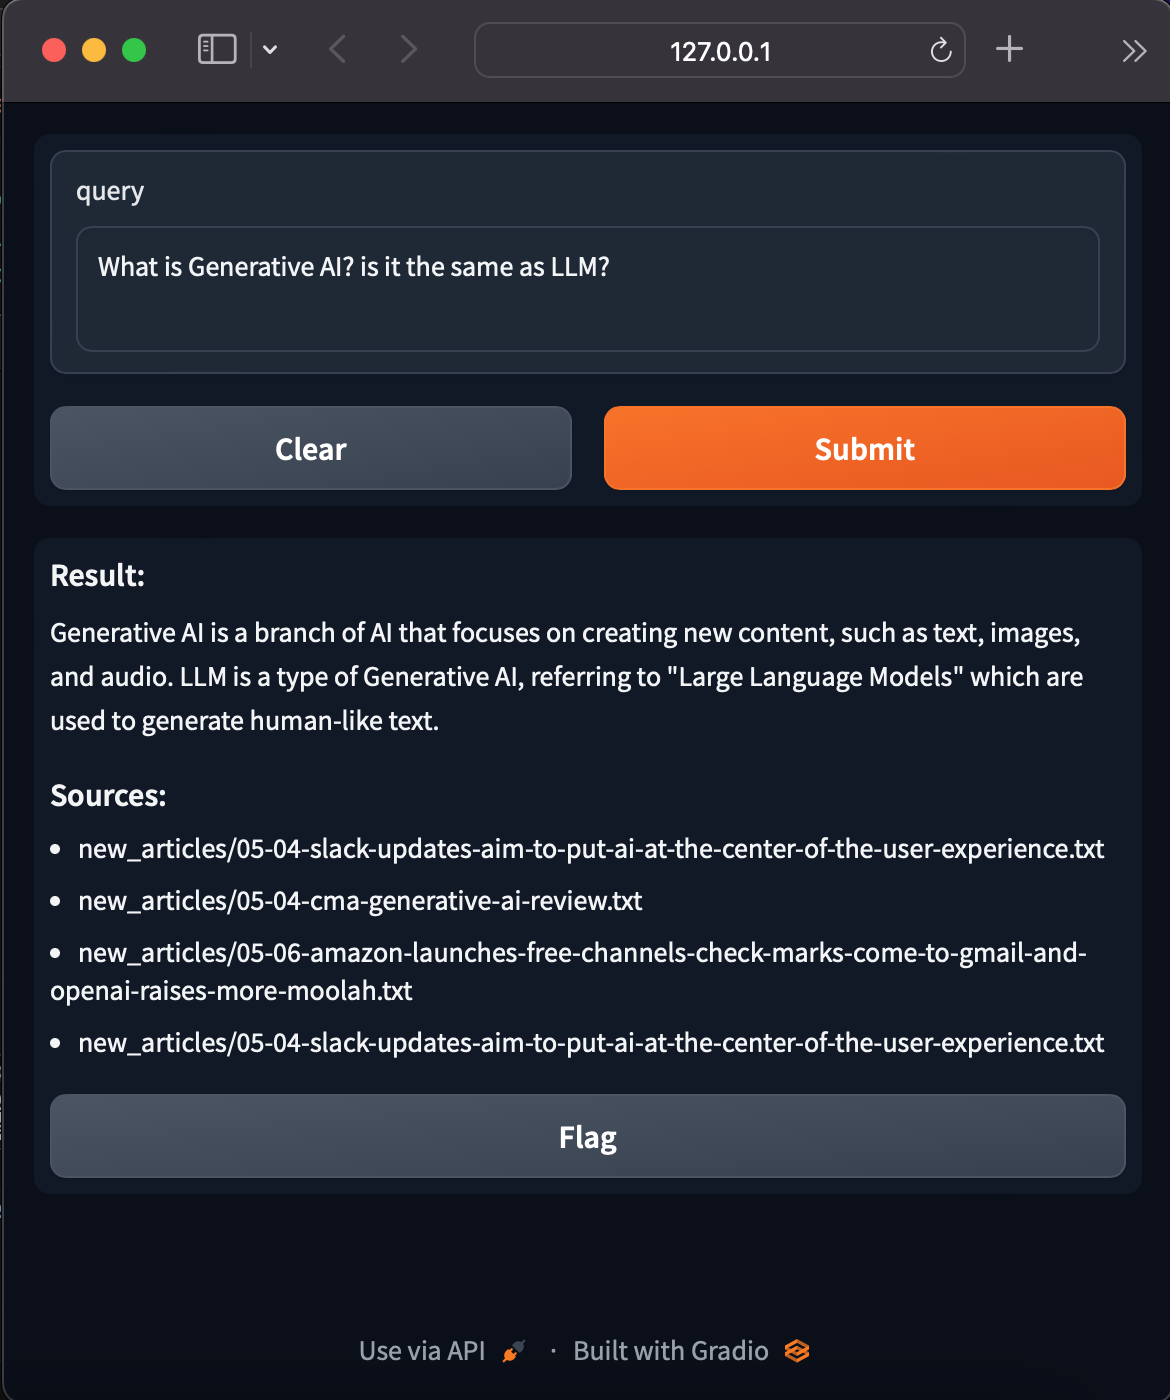 127.0.0.1
query
What is Generative AI? is it the same as LLM?
Clear
Submit
Result:
Generative AI is a branch of AI that focuses on creating new content, such as text, images,
and audio. LLM is a type of Generative AI, referring to "Large Language Models" which are
used to generate human-like text.
Sources:
• new_articles/05-04-slack-updates-aim-to-put-ai-at-the-center-of-the-user-experience.txt
• new_articles/05-04-cma-generative-ai-review.txt
• new_articles/05-06-amazon-launches-free-channels-check-marks-come-to-gmail-and-
openai-raises-more-moolah.txt
• new_articles/05-04-slack-updates-aim-to-put-ai-at-the-center-of-the-user-experience.txt
Flag
Use via API · Built with Gradio